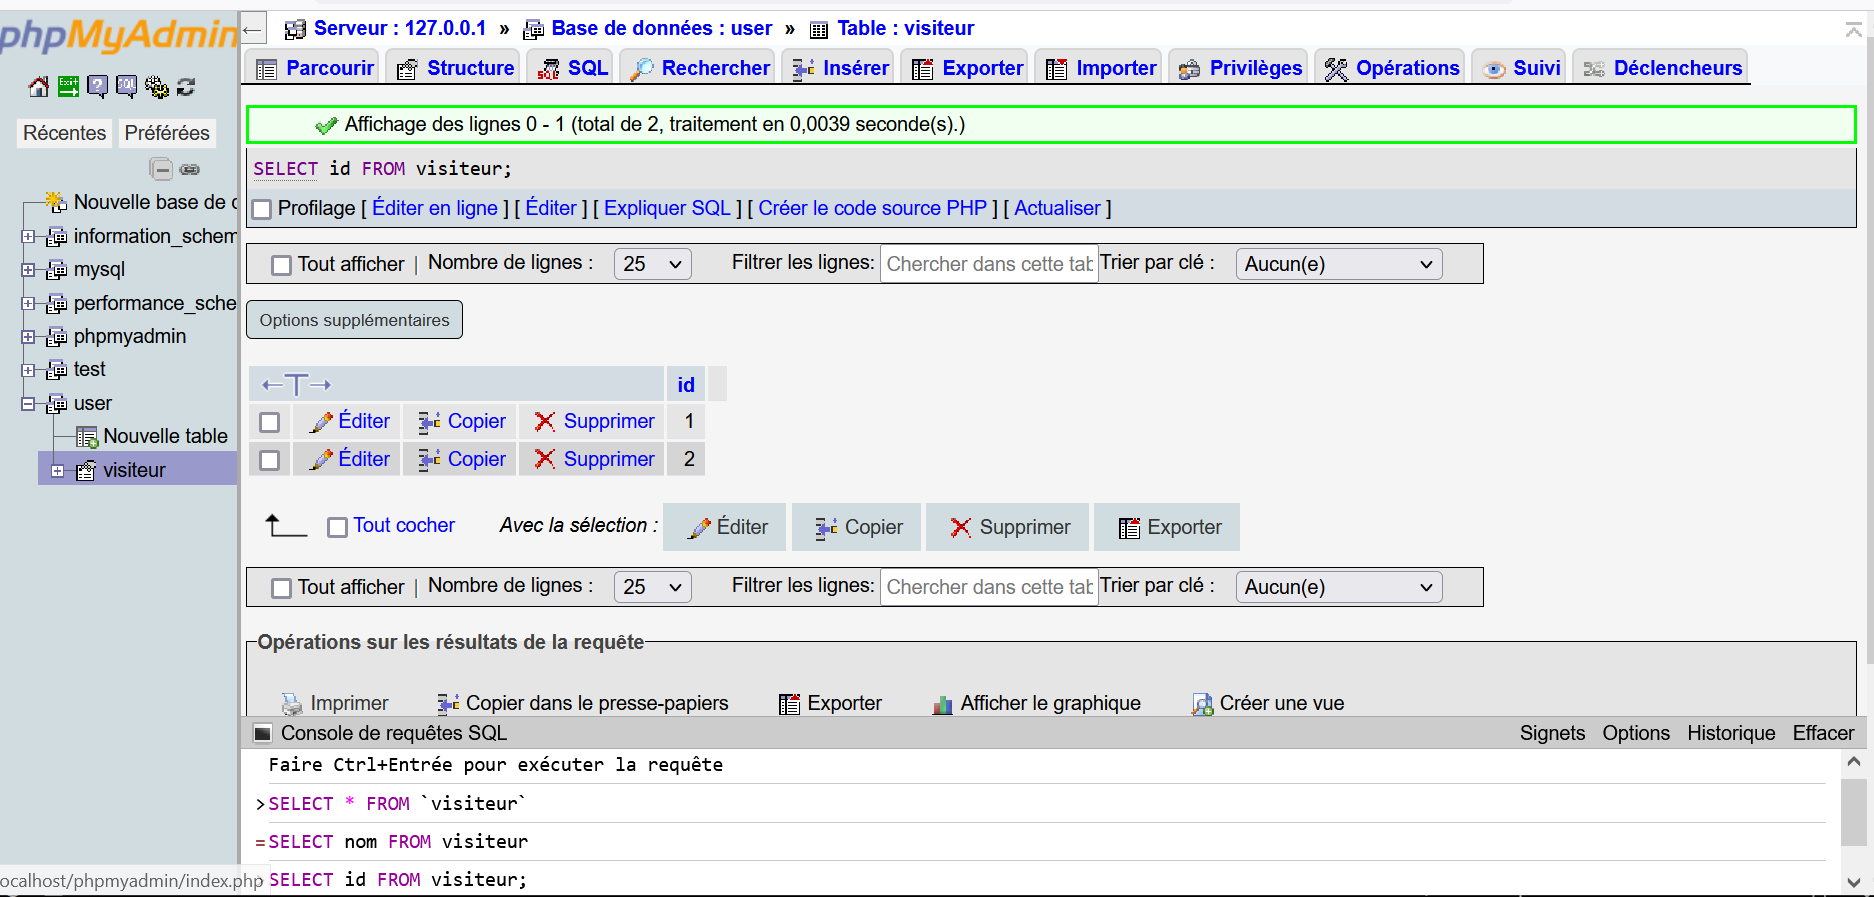 phpMyAdmin
Récentes
Préférées
Nouvelle base de
information_schem
mysql
performance_sche
phpmyadmin
test
user
Nouvelle table
visiteur
Serveur : 127.0.0.1 » Base de données : user » Table : visiteur
Parcourir Structure SQL Rechercher Insérer Exporter Importer Privilèges Opérations Suivi Déclencheurs
Affichage des lignes 0 - 1 (total de 2, traitement en 0,0039 seconde(s).)
SELECT id FROM visiteur;
Profilage [ Éditer en ligne ] [ Éditer ] [ Expliquer SQL ] [ Créer le code source PHP ] [ Actualiser ]
Tout afficher | Nombre de lignes : 25 Filtrer les lignes: Chercher dans cette tab Trier par clé : Aucun(e)
Options supplémentaires
←T→ id
Éditer Copier Supprimer 1
Éditer Copier Supprimer 2
Tout cocher Avec la sélection : Éditer Copier Supprimer Exporter
Tout afficher | Nombre de lignes : 25 Filtrer les lignes: Chercher dans cette tab Trier par clé : Aucun(e)
Opérations sur les résultats de la requête
Imprimer Copier dans le presse-papiers Exporter Afficher le graphique Créer une vue
Console de requêtes SQL Signets Options Historique Effacer
Faire Ctrl+Entrée pour exécuter la requête
>SELECT * FROM `visiteur`
=SELECT nom FROM visiteur
SELECT id FROM visiteur;
ocalhost/phpmyadmin/index.php